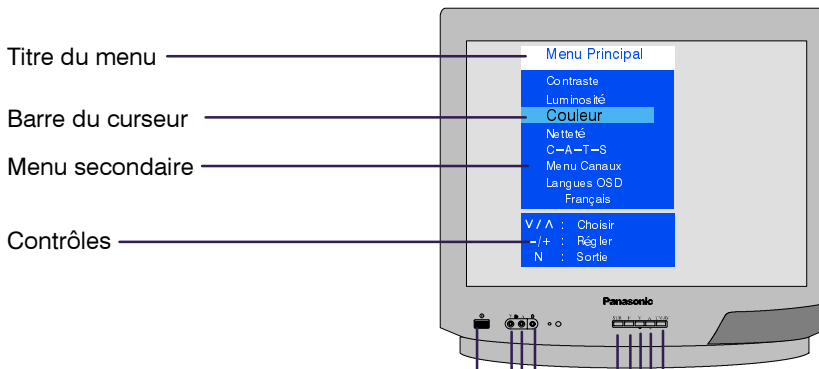 Titre du menu
Barre du curseur
Menu secondaire
Contrôles
Menu Principal
Contraste
Luminosité
Couleur
Netteté
C–A–T–S
Menu Canaux
Langues OSD
Français
V / Λ : Choisir
–/+ : Régler
N : Sortie
Panasonic